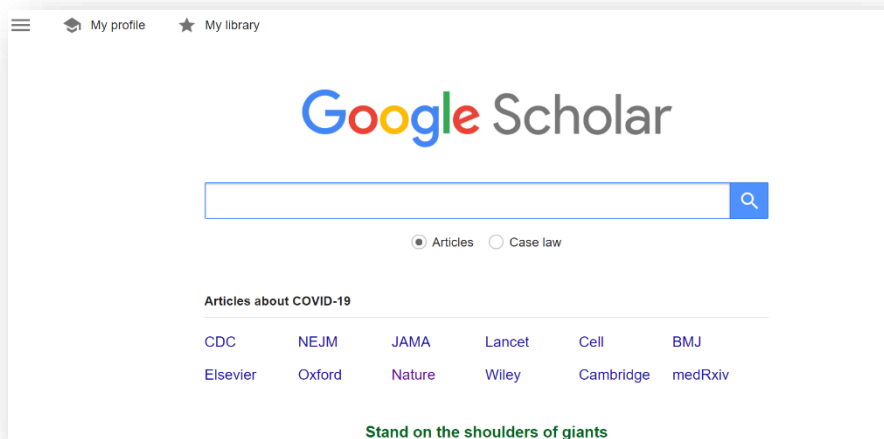 My profile My library
Google Scholar
Articles Case law
Articles about COVID-19
CDC NEJM JAMA Lancet Cell BMJ
Elsevier Oxford Nature Wiley Cambridge medRxiv
Stand on the shoulders of giants